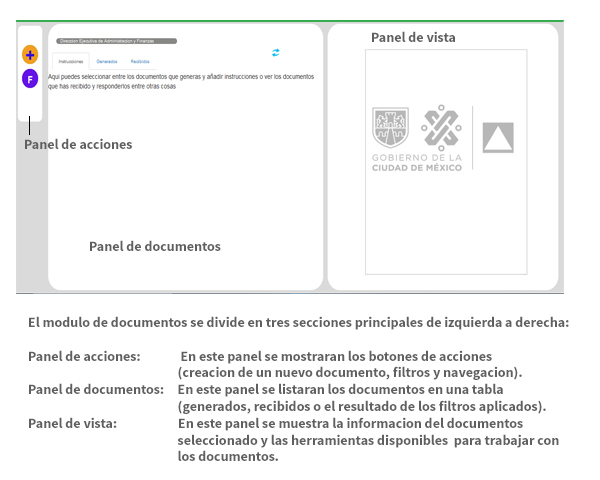 Direccion Ejecutiva de Administracion y Finanzas
Panel de vista
+
F
Instrucciones Generados Recibidos
Aqui puedes seleccionar entre los documentos que generas y añadir instrucciones o ver los documentos
que has recibido y responderlos entre otras cosas
Panel de acciones
GOBIERNO DE LA
CIUDAD DE MÉXICO
Panel de documentos
El modulo de documentos se divide en tres secciones principales de izquierda a derecha:
Panel de acciones: En este panel se mostraran los botones de acciones
(creacion de un nuevo documento, filtros y navegacion).
Panel de documentos: En este panel se listaran los documentos en una tabla
(generados, recibidos o el resultado de los filtros aplicados).
Panel de vista: En este panel se muestra la informacion del documentos
seleccionado y las herramientas disponibles para trabajar con
los documentos.